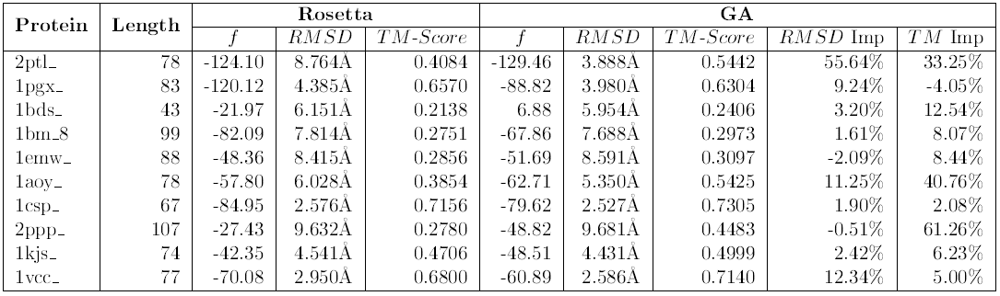 Protein Length Rosetta GA
f RMSD TM-Score f RMSD TM-Score RMSD Imp TM Imp
2ptl_ 78 -124.10 8.764Å 0.4084 -129.46 3.888Å 0.5442 55.64% 33.25%
1pgx_ 83 -120.12 4.385Å 0.6570 -88.82 3.980Å 0.6304 9.24% -4.05%
1bds_ 43 -21.97 6.151Å 0.2138 6.88 5.954Å 0.2406 3.20% 12.54%
1bm_8 99 -82.09 7.814Å 0.2751 -67.86 7.688Å 0.2973 1.61% 8.07%
1emw_ 88 -48.36 8.415Å 0.2856 -51.69 8.591Å 0.3097 -2.09% 8.44%
1aoy_ 78 -57.80 6.028Å 0.3854 -62.71 5.350Å 0.5425 11.25% 40.76%
1csp_ 67 -84.95 2.576Å 0.7156 -79.62 2.527Å 0.7305 1.90% 2.08%
2ppp_ 107 -27.43 9.632Å 0.2780 -48.82 9.681Å 0.4483 -0.51% 61.26%
1kjs_ 74 -42.35 4.541Å 0.4706 -48.51 4.431Å 0.4999 2.42% 6.23%
1vcc_ 77 -70.08 2.950Å 0.6800 -60.89 2.586Å 0.7140 12.34% 5.00%